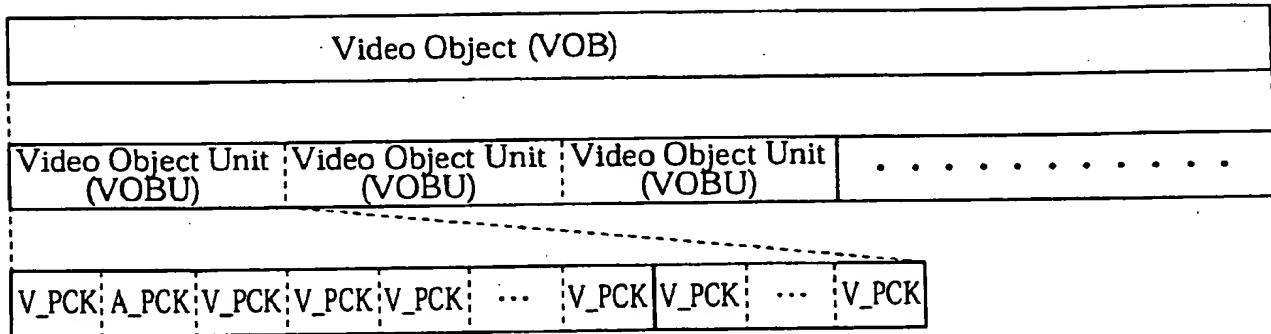 Video Object (VOB)
Video Object Unit (VOBU) Video Object Unit (VOBU) Video Object Unit (VOBU) . . . . . . . . . . .
V_PCK A_PCK V_PCK V_PCK V_PCK ... V_PCK V_PCK ... V_PCK